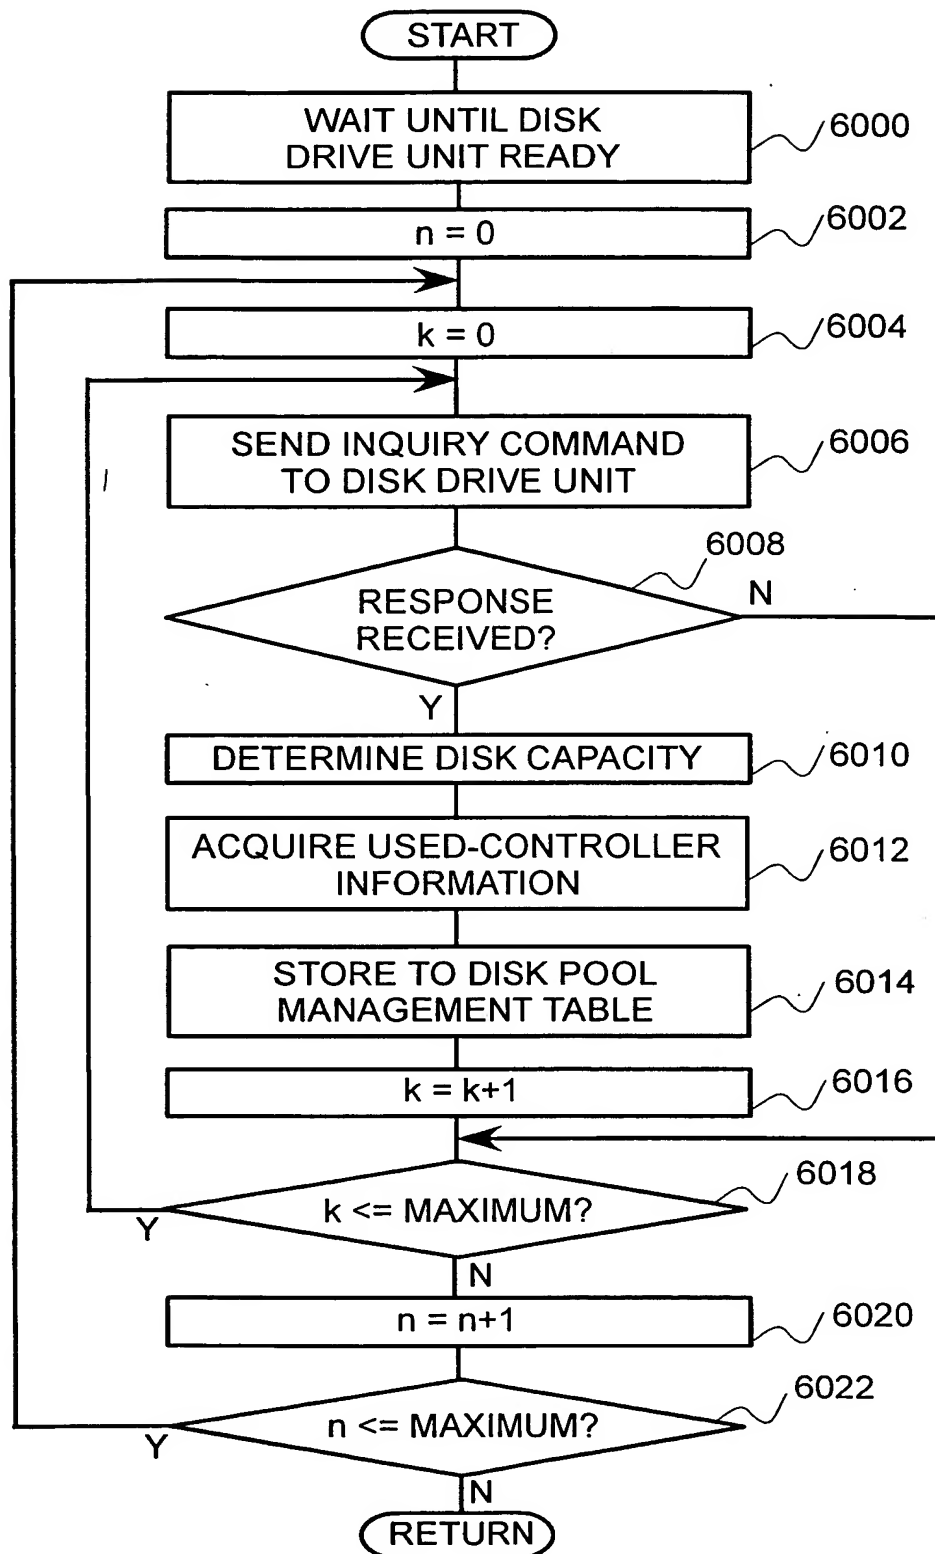 START
WAIT UNTIL DISK
DRIVE UNIT READY
6000
n = 0
6002
k = 0
6004
SEND INQUIRY COMMAND
TO DISK DRIVE UNIT
6006
6008
RESPONSE
RECEIVED?
N
Y
DETERMINE DISK CAPACITY
6010
ACQUIRE USED-CONTROLLER
INFORMATION
6012
STORE TO DISK POOL
MANAGEMENT TABLE
6014
k = k+1
6016
6018
k <= MAXIMUM?
Y
N
n = n+1
6020
6022
n <= MAXIMUM?
Y
N
RETURN